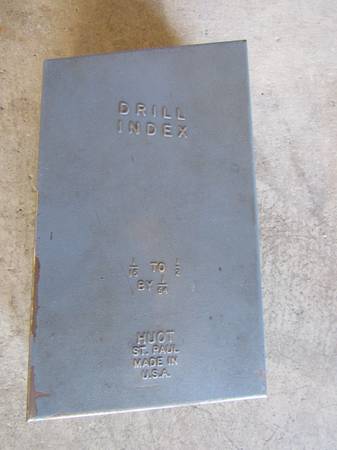 DRILL
INDEX
1/16 TO 1/2
BY 1/64
HUOT
ST. PAUL
MADE IN
U.S.A.